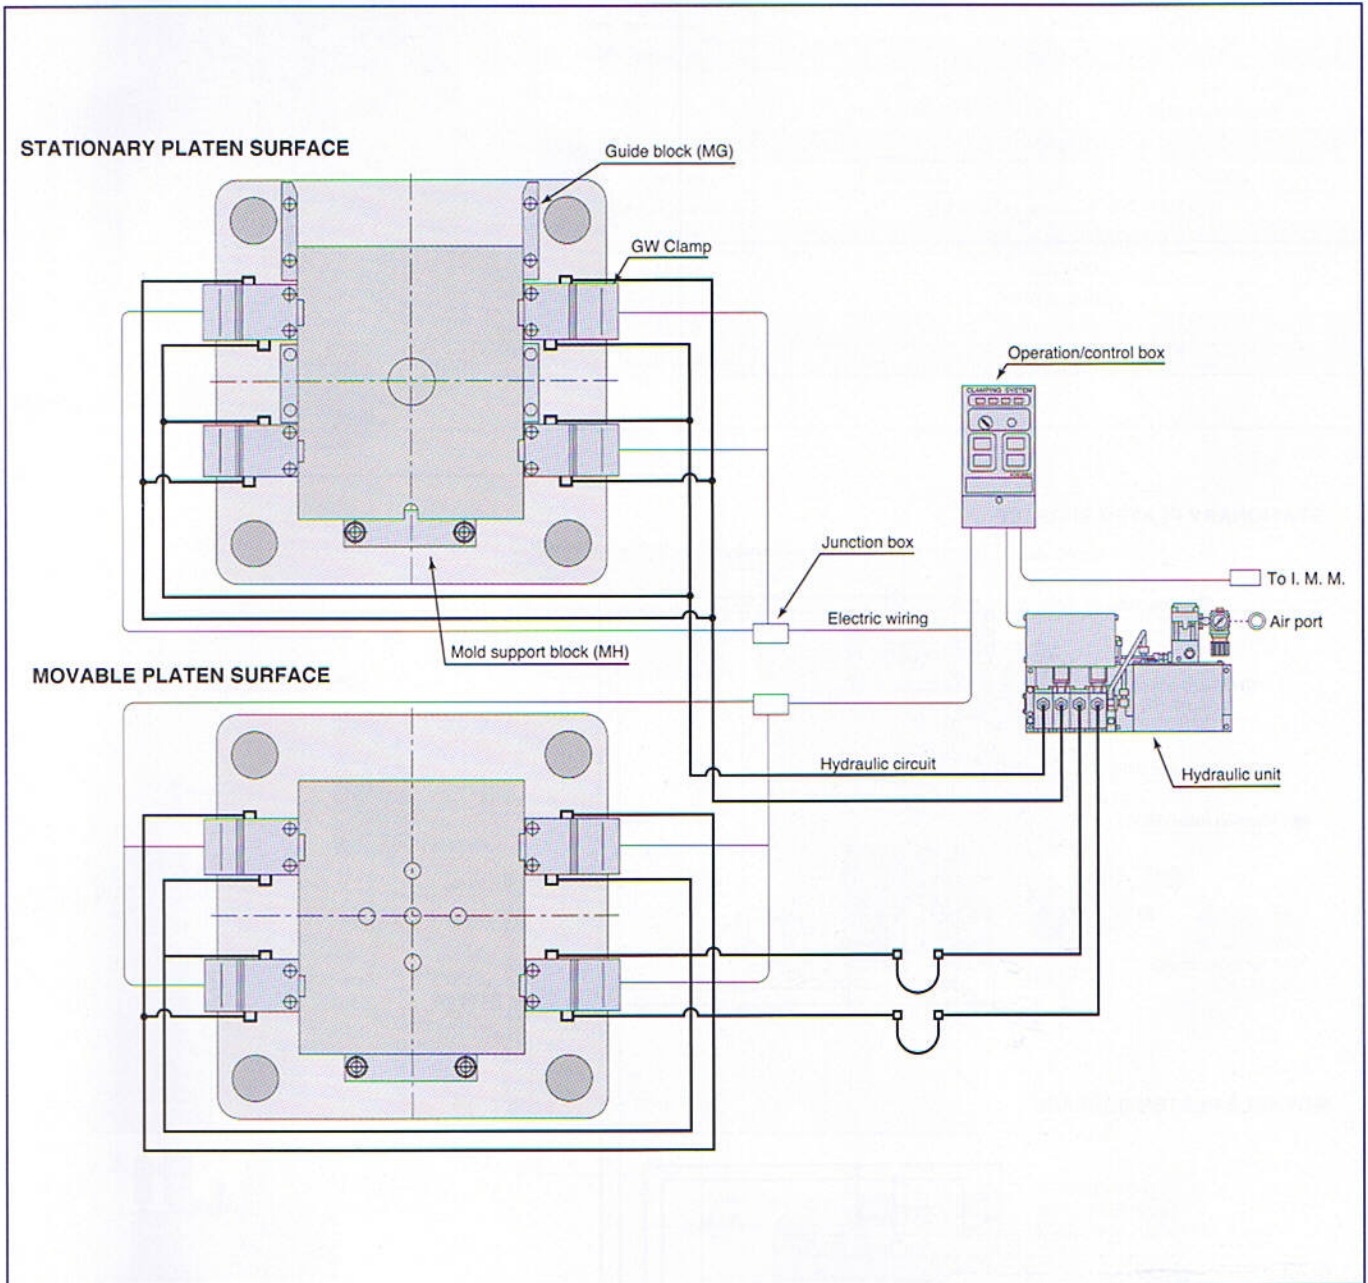 STATIONARY PLATEN SURFACE
Guide block (MG)
GW Clamp
Operation/control box
CLAMPING SYSTEM
Junction box
To I. M. M.
Electric wiring
Air port
Mold support block (MH)
MOVABLE PLATEN SURFACE
Hydraulic circuit
Hydraulic unit